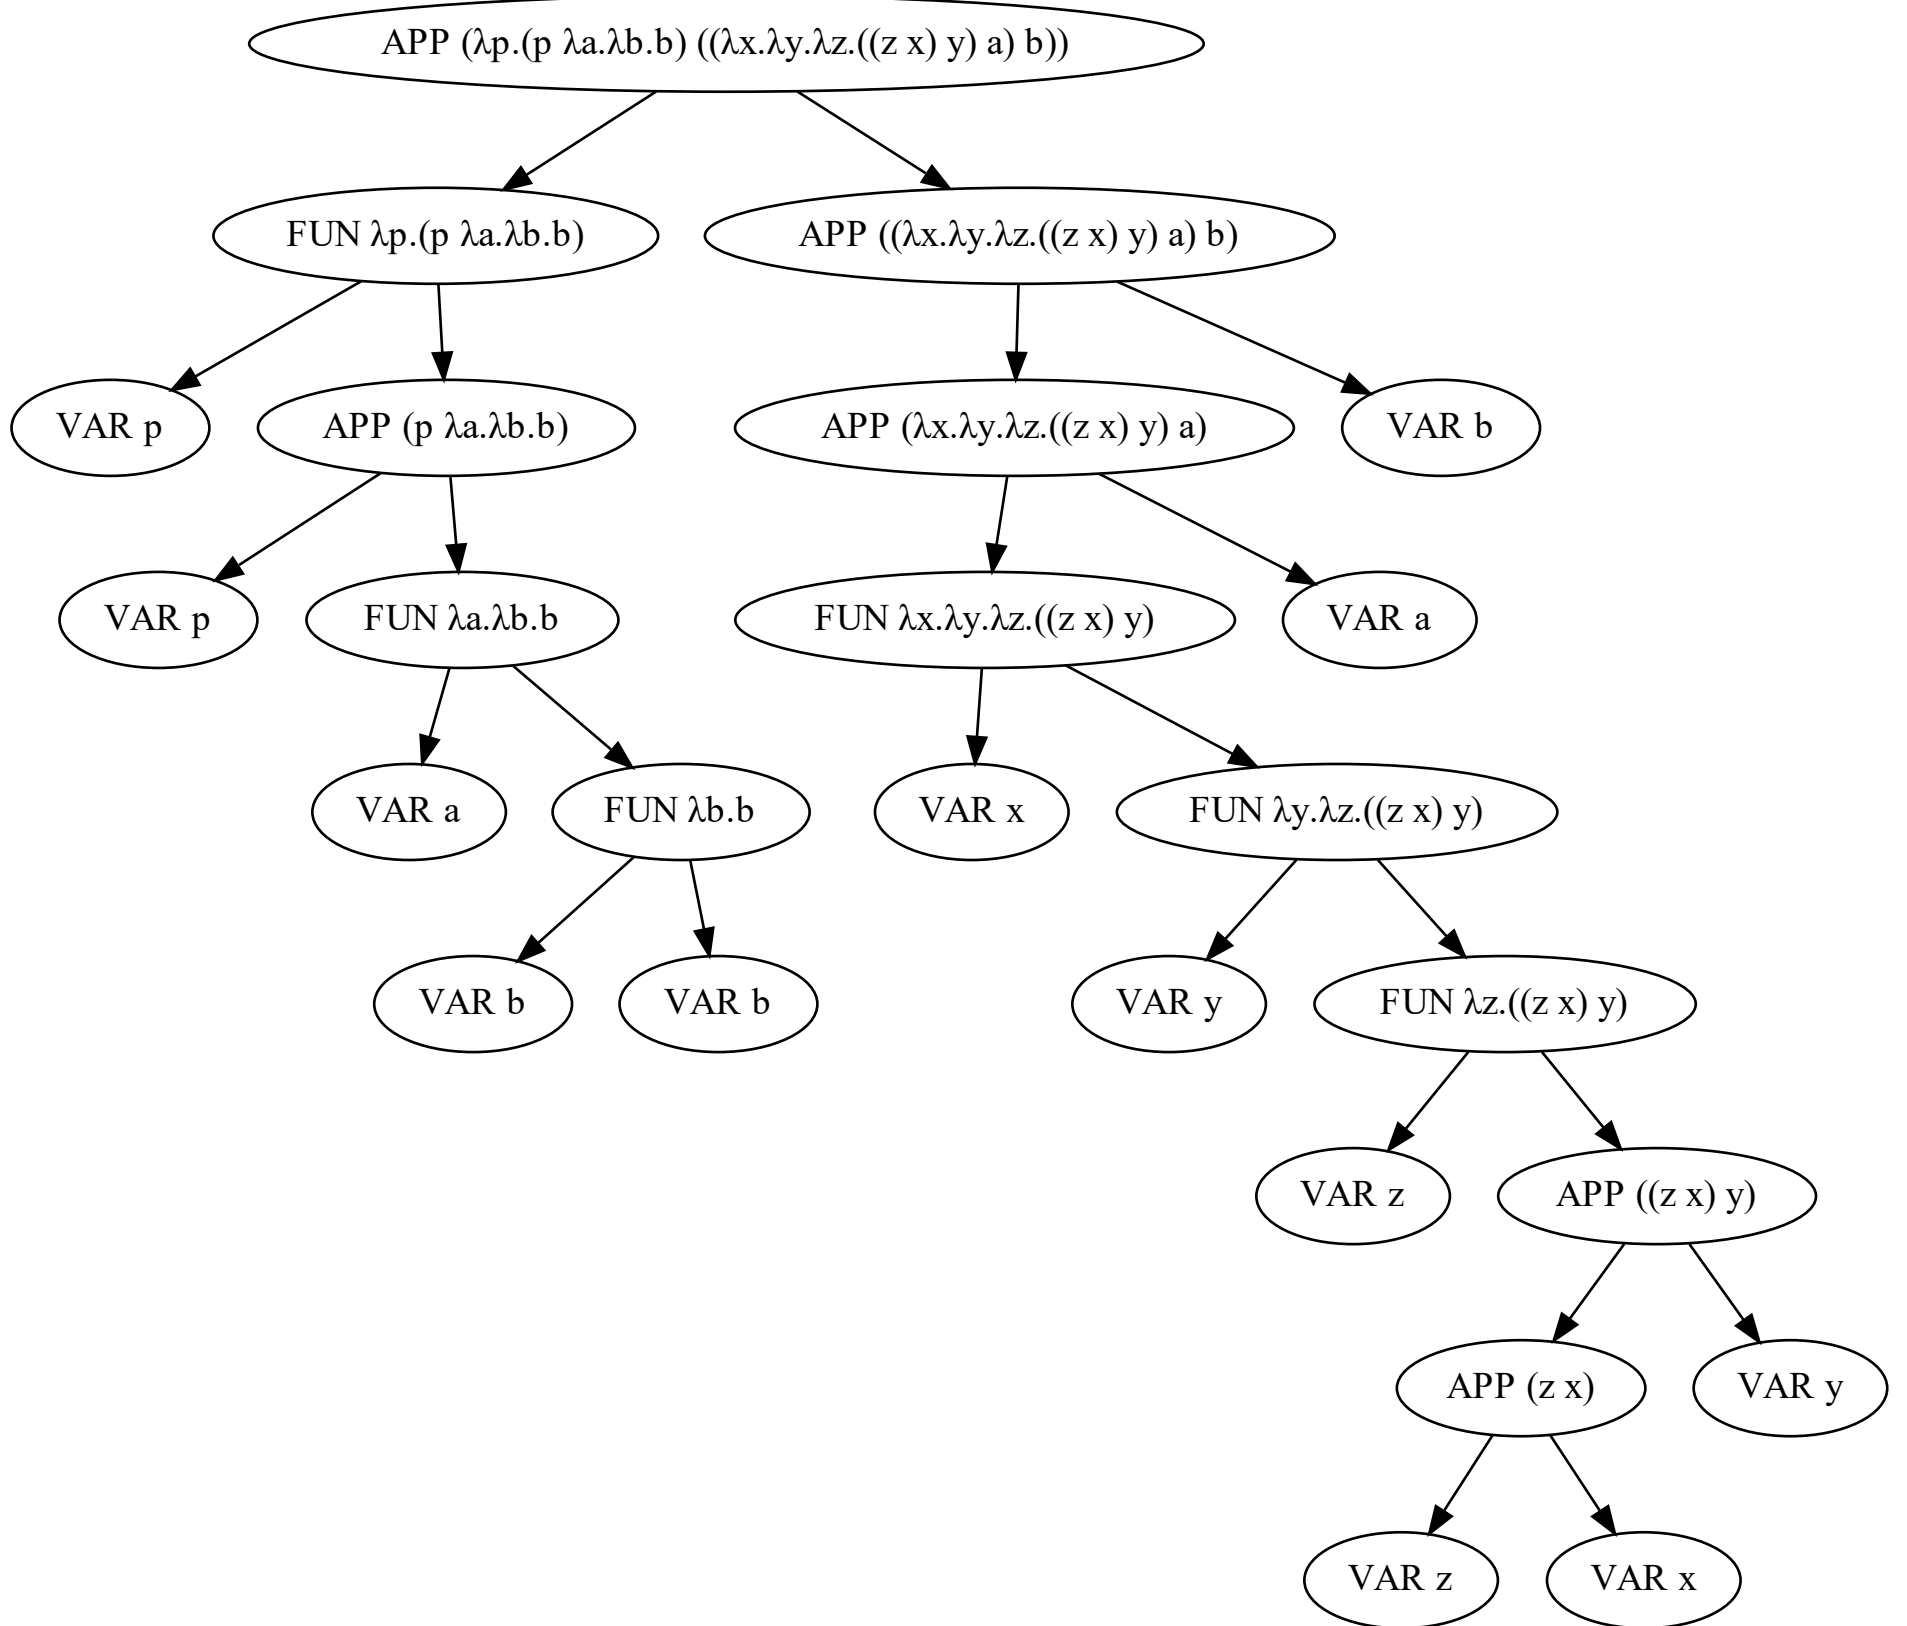 APP (λp.(p λa.λb.b) ((λx.λy.λz.((z x) y) a) b))
FUN λp.(p λa.λb.b)
APP ((λx.λy.λz.((z x) y) a) b)
VAR p
APP (p λa.λb.b)
APP (λx.λy.λz.((z x) y) a)
VAR b
VAR p
FUN λa.λb.b
FUN λx.λy.λz.((z x) y)
VAR a
VAR a
FUN λb.b
VAR x
FUN λy.λz.((z x) y)
VAR b
VAR b
VAR y
FUN λz.((z x) y)
VAR z
APP ((z x) y)
APP (z x)
VAR y
VAR z
VAR x